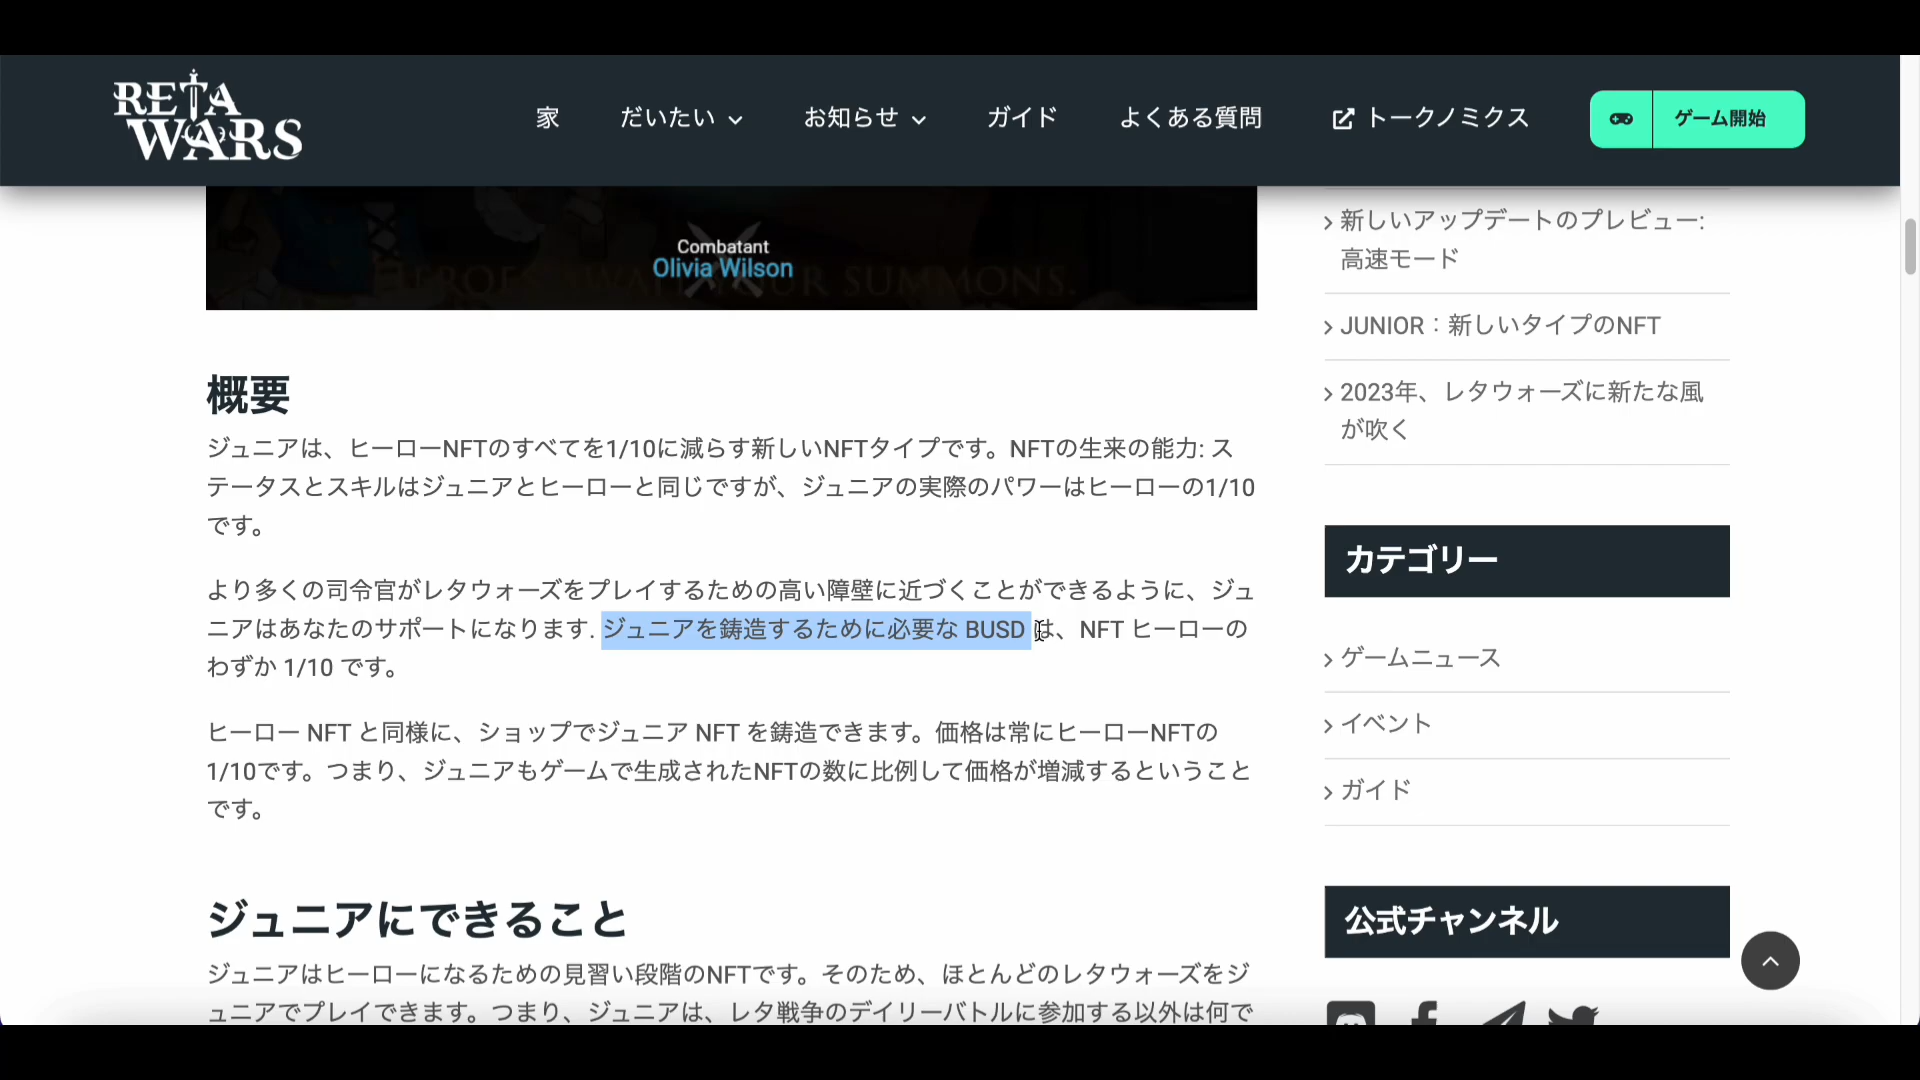 RETA
WARS
家
だいたい
お知らせ
ガイド
よくある質問
トークノミクス
ゲーム開始
Combatant
Olivia Wilson
HEROES AWAIT YOUR SUMMONS.
概要
ジュニアは、ヒーローNFTのすべてを1/10に減らす新しいNFTタイプです。NFTの生来の能力: ス
テータスとスキルはジュニアとヒーローと同じですが、ジュニアの実際のパワーはヒーローの1/10
です。
より多くの司令官がレタウォーズをプレイするための高い障壁に近づくことができるように、ジュ
ニアはあなたのサポートになります. ジュニアを鋳造するために必要な BUSD は、NFT ヒーローの
わずか 1/10 です。
ヒーロー NFT と同様に、ショップでジュニア NFT を鋳造できます。価格は常にヒーローNFTの
1/10です。つまり、ジュニアもゲームで生成されたNFTの数に比例して価格が増減するということ
です。
ジュニアにできること
ジュニアはヒーローになるための見習い段階のNFTです。そのため、ほとんどのレタウォーズをジ
ュニアでプレイできます。つまり、ジュニアは、レタ戦争のデイリーバトルに参加する以外は何で
新しいアップデートのプレビュー:
高速モード
JUNIOR：新しいタイプのNFT
2023年、レタウォーズに新たな風
が吹く
カテゴリー
ゲームニュース
イベント
ガイド
公式チャンネル